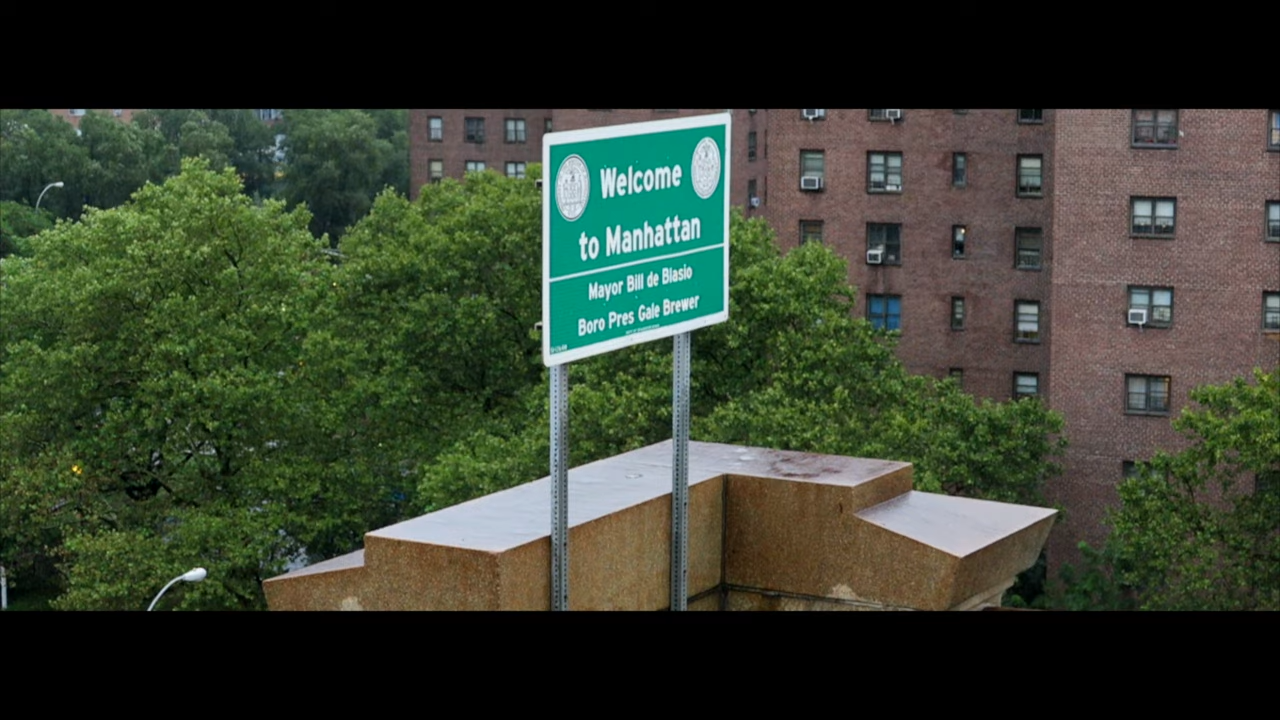 Welcome
to Manhattan
Mayor Bill de Blasio
Boro Pres Gale Brewer